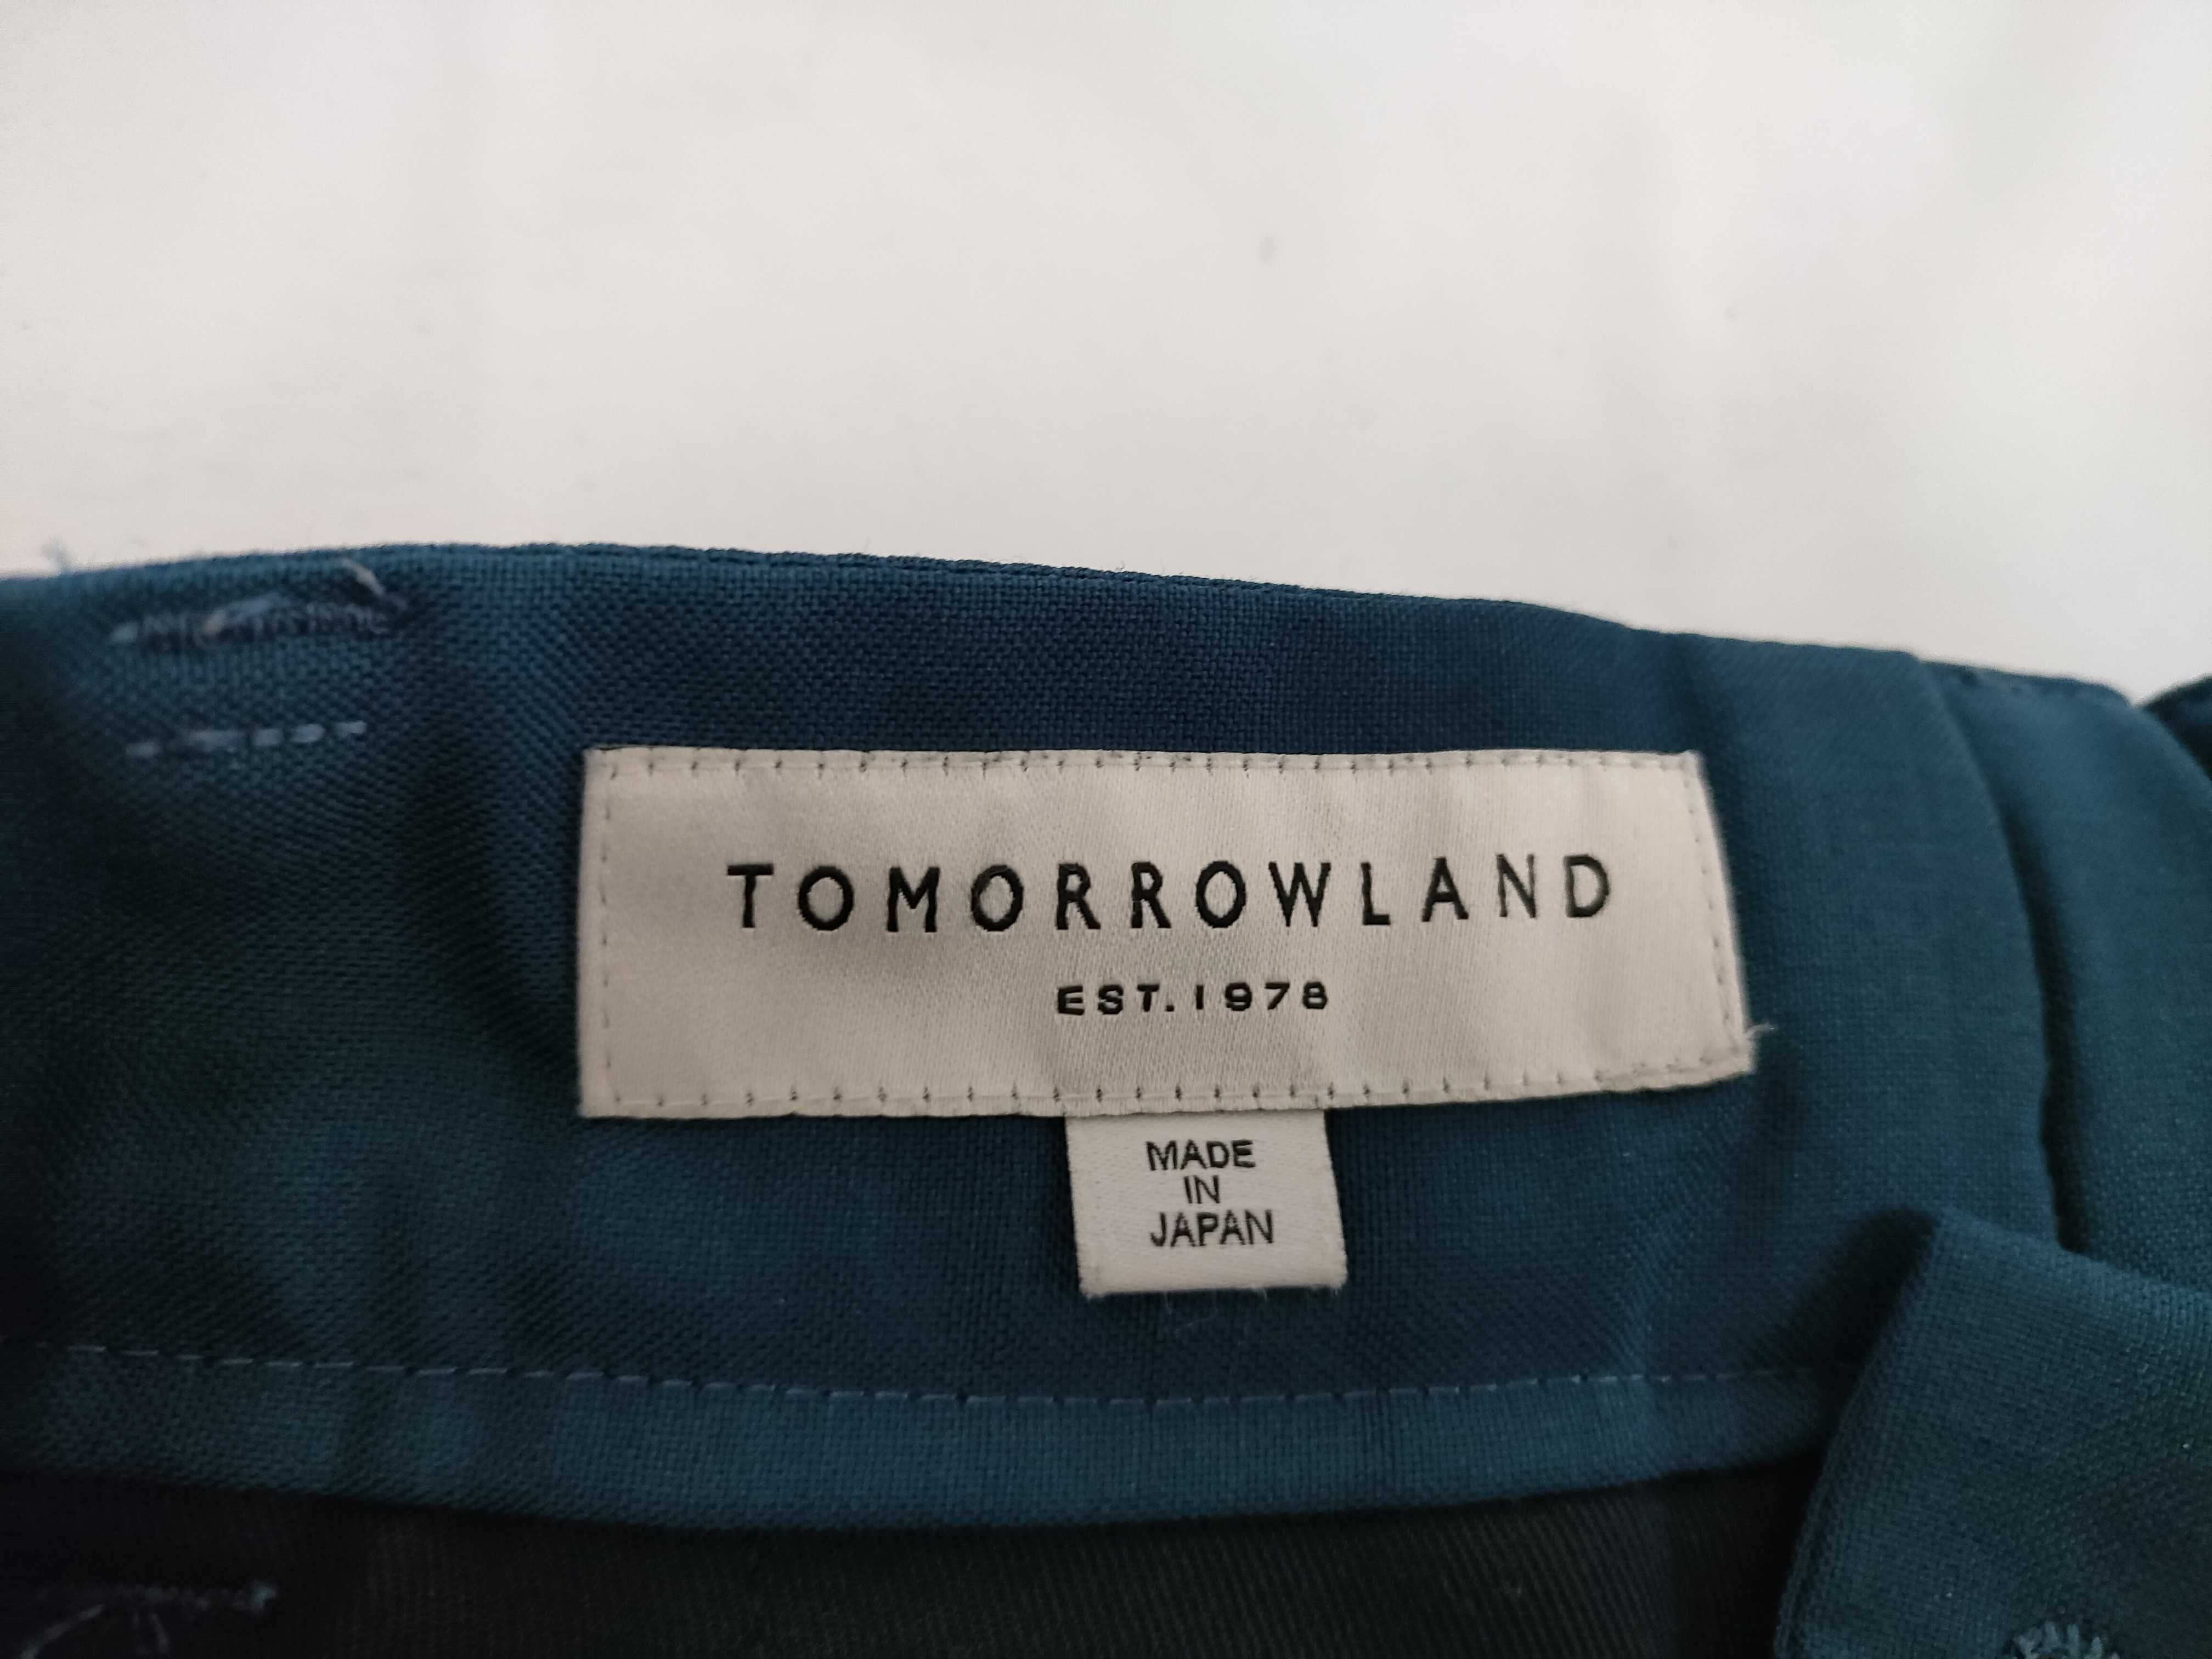 TOMORROWLAND
EST. 1978
MADE
IN
JAPAN